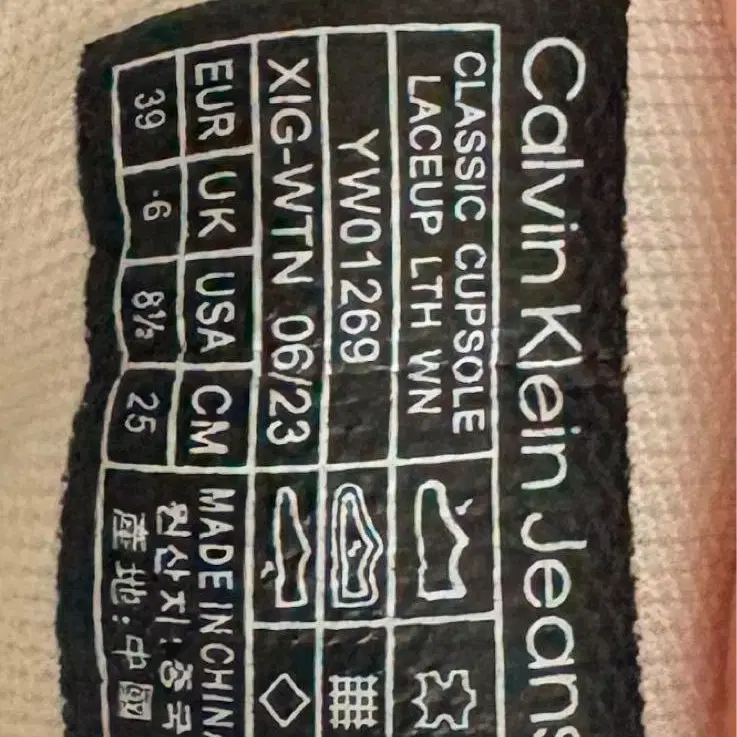 Calvin Klein Jeans
CLASSIC CUPSOLE
LACEUP LTH WN
YW01269
XIG-WTN 06/23
EUR UK USA CM
39 6 8½ 25
MADE IN CHINA
원산지:중국
産地:中國